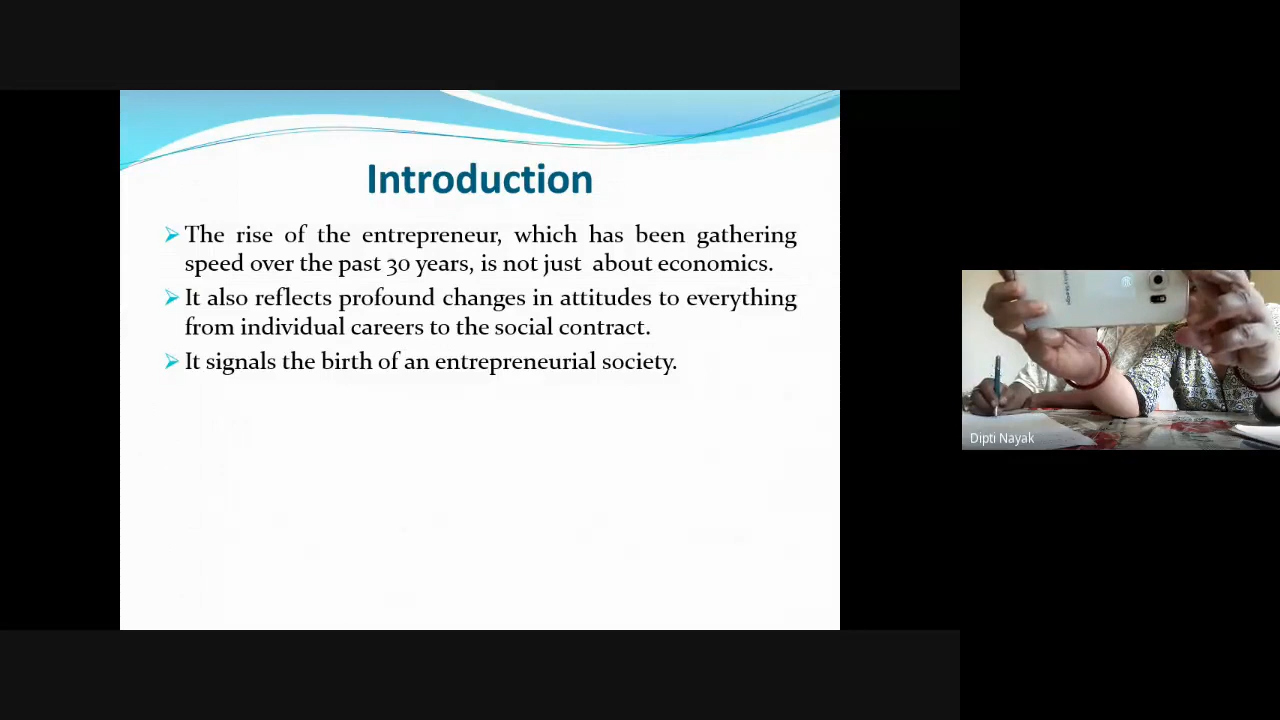 Introduction
The rise of the entrepreneur, which has been gathering
speed over the past 30 years, is not just about economics.
It also reflects profound changes in attitudes to everything
from individual careers to the social contract.
It signals the birth of an entrepreneurial society.
Dipti Nayak